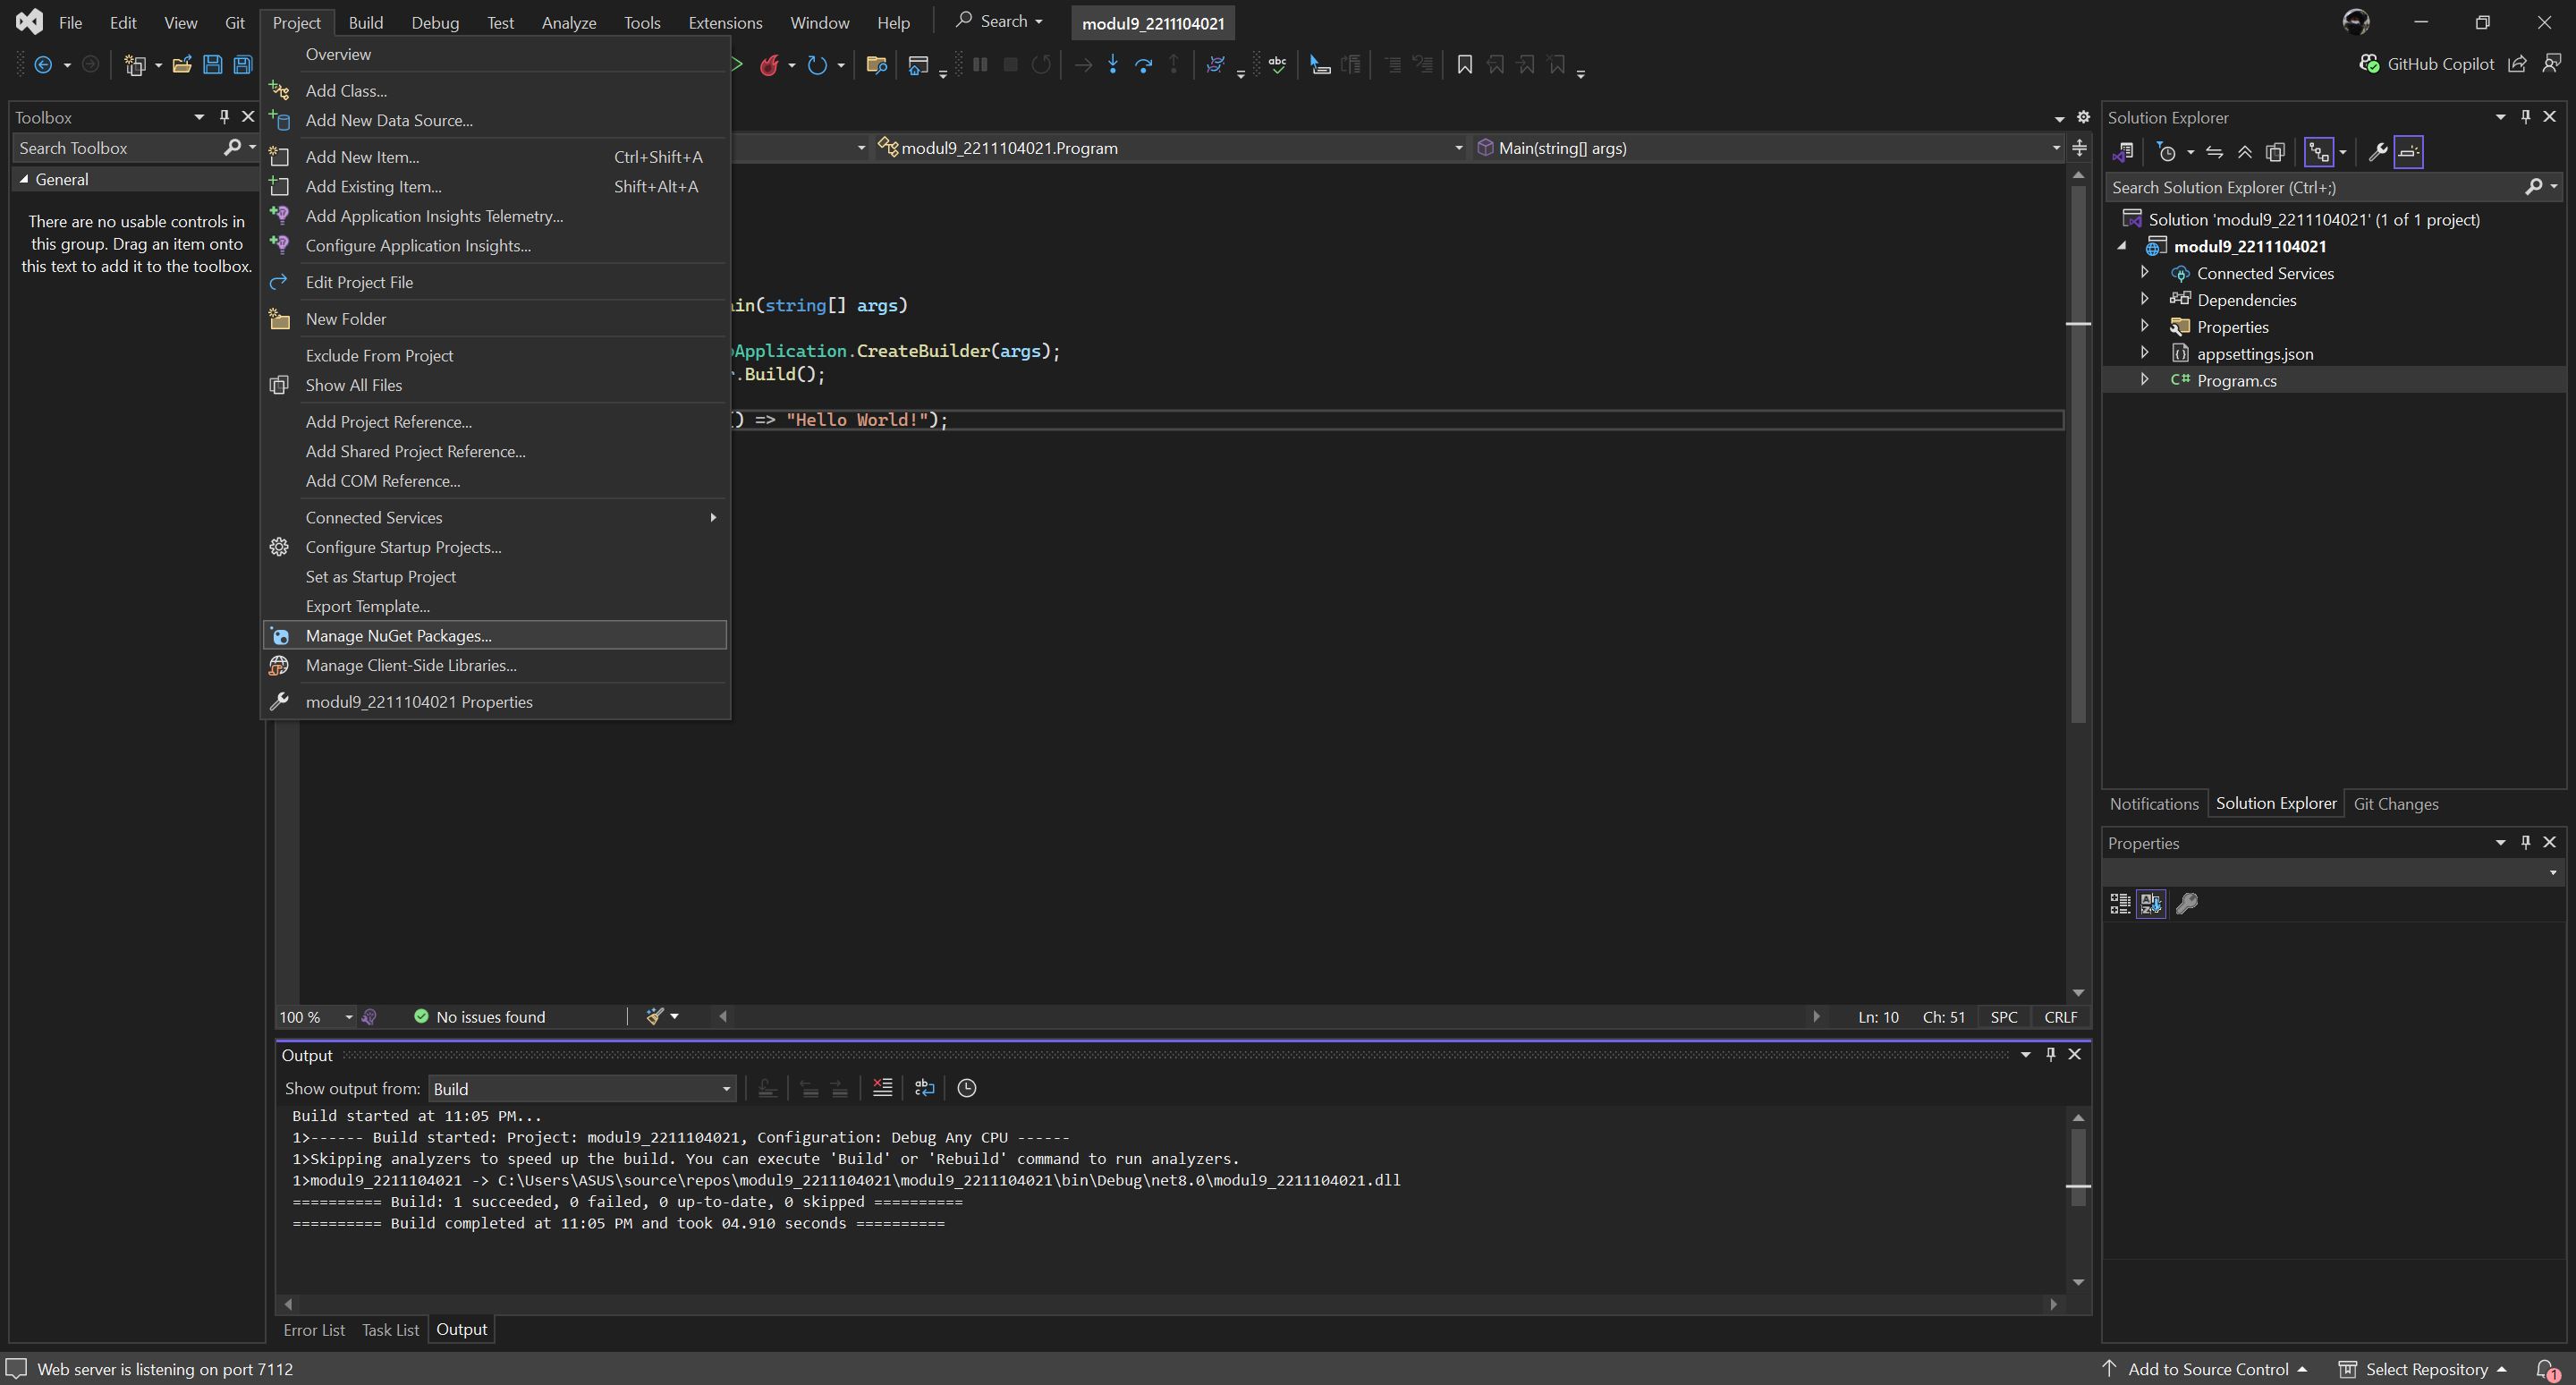 File Edit View Git Project Build Debug Test Analyze Tools Extensions Window Help Search modul9_2211104021
GitHub Copilot
Toolbox
Search Toolbox
General
There are no usable controls in
this group. Drag an item onto
this text to add it to the toolbox.
Overview
Add Class...
Add New Data Source...
Add New Item... Ctrl+Shift+A
Add Existing Item... Shift+Alt+A
Add Application Insights Telemetry...
Configure Application Insights...
Edit Project File
New Folder
Exclude From Project
Show All Files
Add Project Reference...
Add Shared Project Reference...
Add COM Reference...
Connected Services
Configure Startup Projects...
Set as Startup Project
Export Template...
Manage NuGet Packages...
Manage Client-Side Libraries...
modul9_2211104021 Properties
modul9_2211104021.Program Main(string[] args)
in(string[] args)
Application.CreateBuilder(args);
.Build();
) => "Hello World!");
100 % No issues found Ln: 10 Ch: 51 SPC CRLF
Output
Show output from: Build
Build started at 11:05 PM...
1>------ Build started: Project: modul9_2211104021, Configuration: Debug Any CPU ------
1>Skipping analyzers to speed up the build. You can execute 'Build' or 'Rebuild' command to run analyzers.
1>modul9_2211104021 -> C:\Users\ASUS\source\repos\modul9_2211104021\modul9_2211104021\bin\Debug\net8.0\modul9_2211104021.dll
========== Build: 1 succeeded, 0 failed, 0 up-to-date, 0 skipped ==========
========== Build completed at 11:05 PM and took 04.910 seconds ==========
Error List Task List Output
Solution Explorer
Search Solution Explorer (Ctrl+;)
Solution 'modul9_2211104021' (1 of 1 project)
modul9_2211104021
Connected Services
Dependencies
Properties
appsettings.json
C# Program.cs
Notifications Solution Explorer Git Changes
Properties
Web server is listening on port 7112 Add to Source Control Select Repository 1